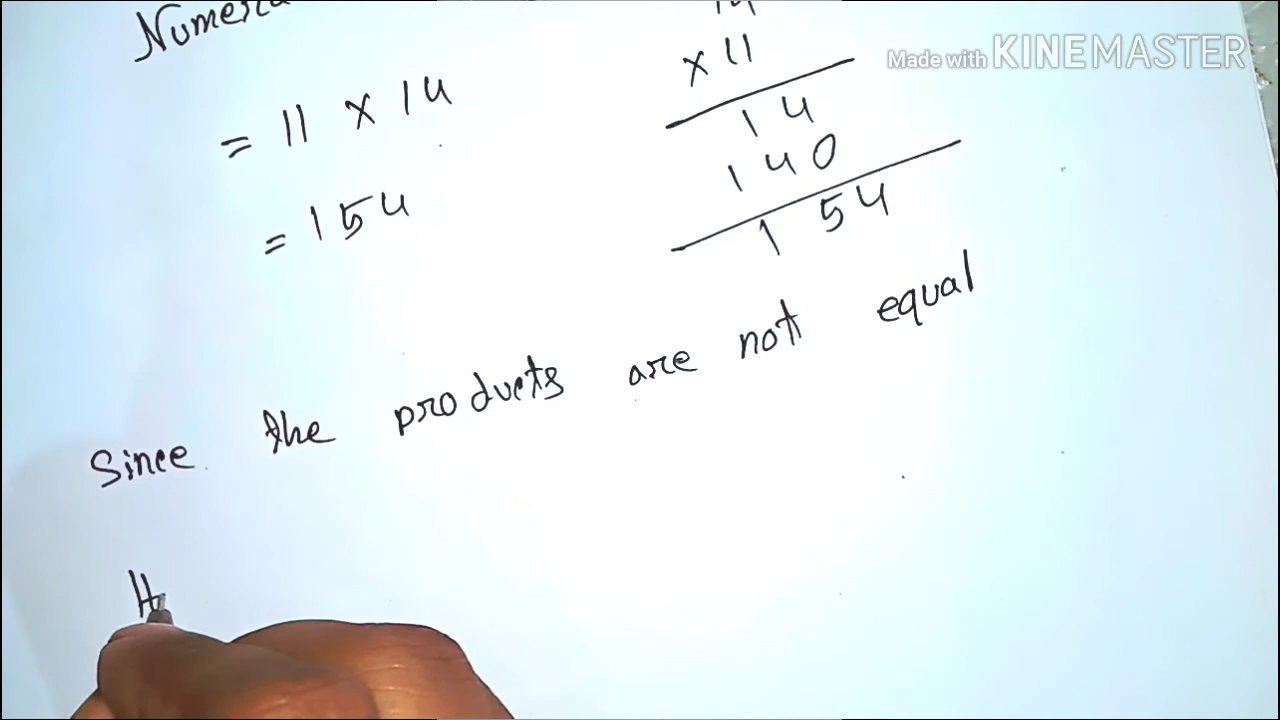 Made with KINEMASTER
= 11 × 14
= 154
× 11
14
140
154
Since the products are not equal
H